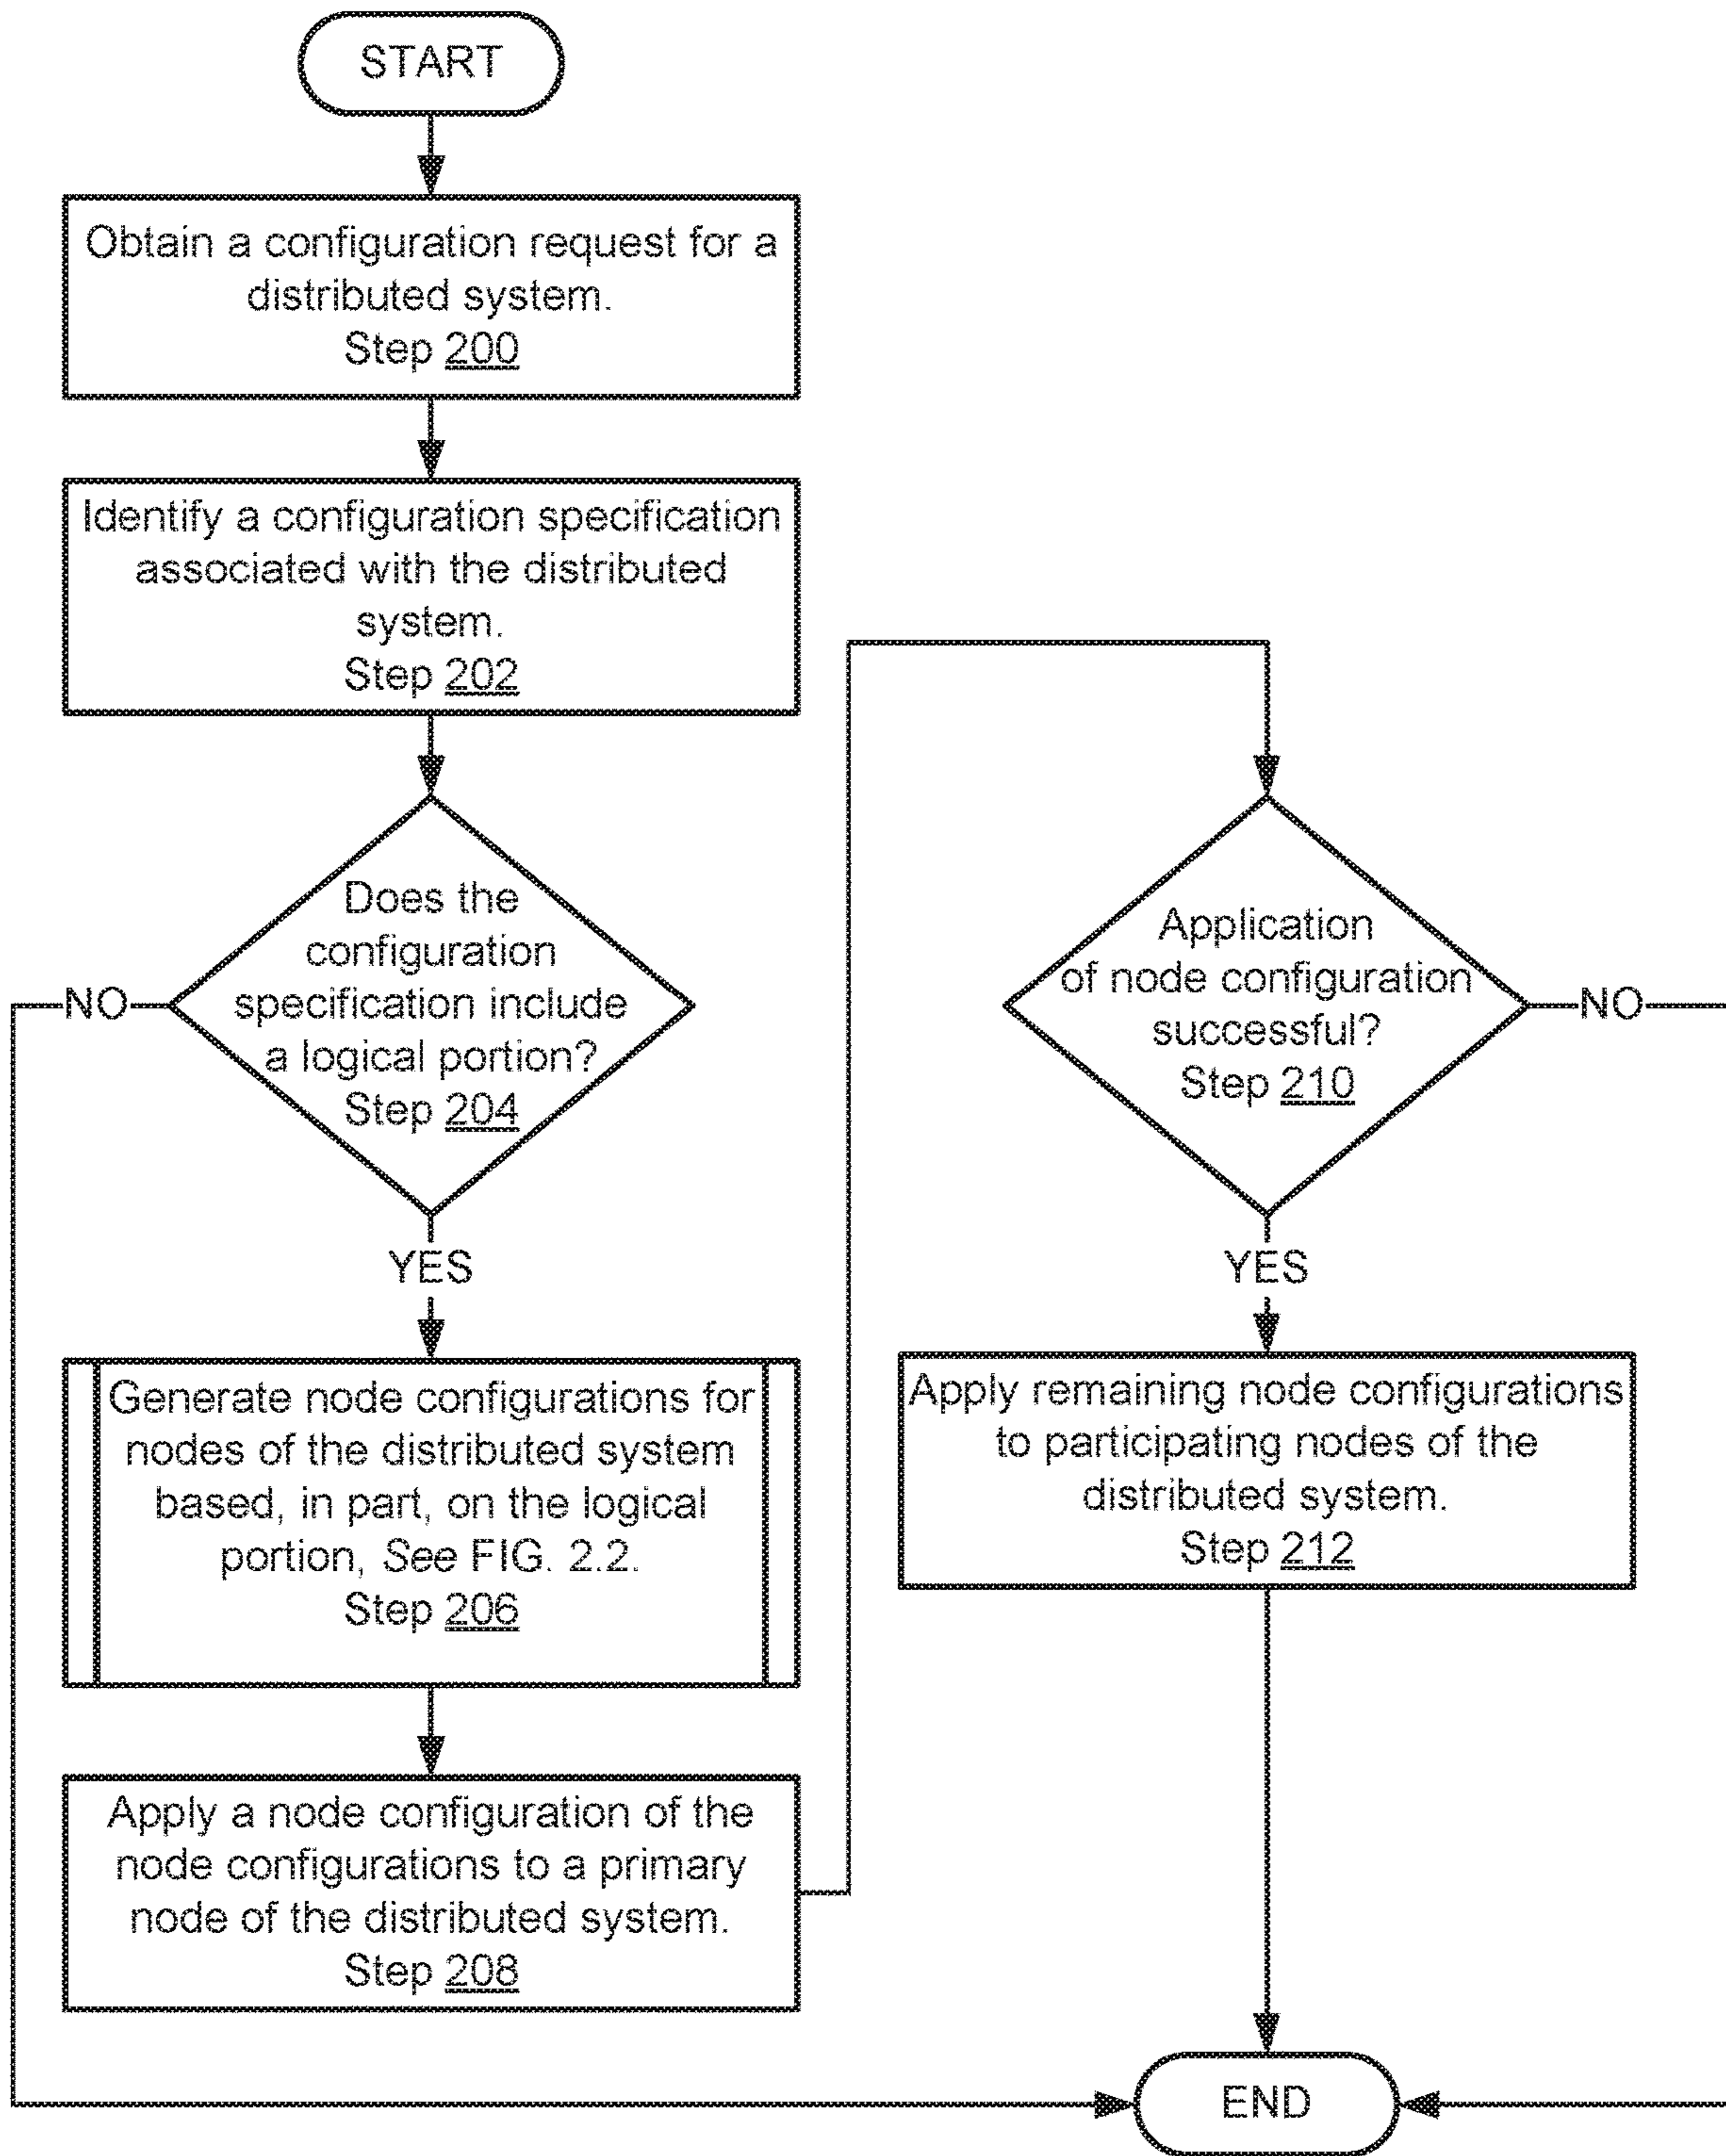 START
Obtain a configuration request for a
distributed system.
Step 200
Identify a configuration specification
associated with the distributed
system.
Step 202
Does the
configuration
specification include
a logical portion?
Step 204
NO
YES
Generate node configurations for
nodes of the distributed system
based, in part, on the logical
portion, See FIG. 2.2.
Step 206
Apply a node configuration of the
node configurations to a primary
node of the distributed system.
Step 208
Application
of node configuration
successful?
Step 210
NO
YES
Apply remaining node configurations
to participating nodes of the
distributed system.
Step 212
END